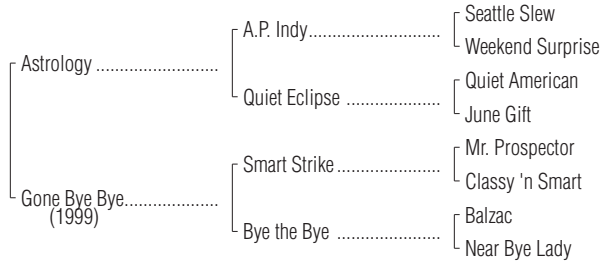 Seattle Slew
A.P. Indy............................
Weekend Surprise
Astrology ..........................
Quiet American
Quiet Eclipse ....................
June Gift
Mr. Prospector
Smart Strike......................
Classy 'n Smart
Gone Bye Bye....................
(1999)
Balzac
Bye the Bye ......................
Near Bye Lady